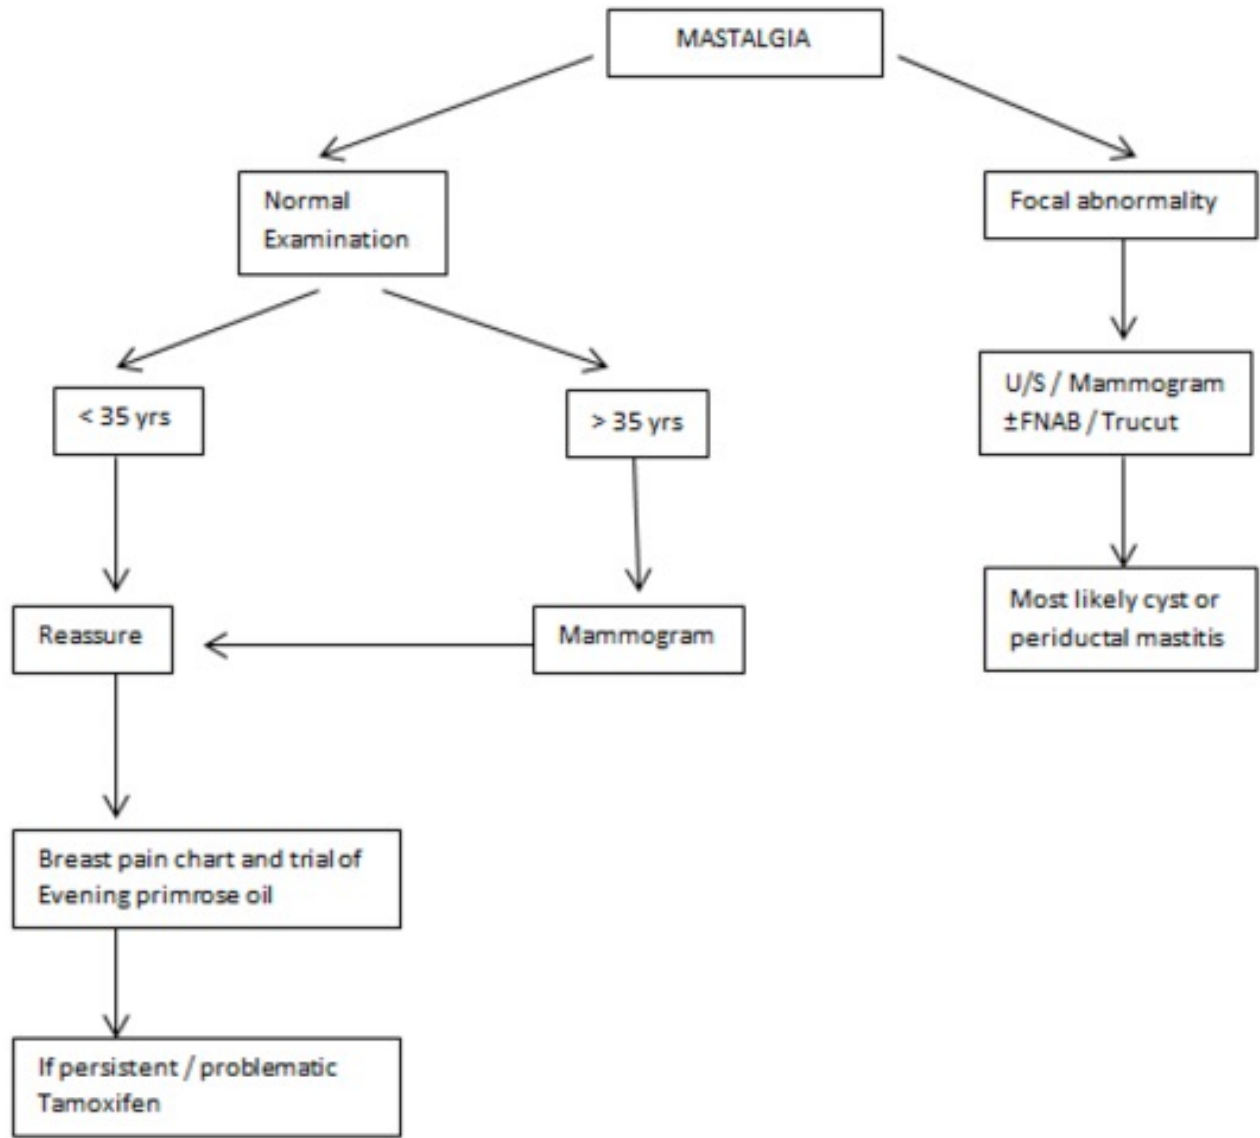 MASTALGIA
Normal
Examination
Focal abnormality
< 35 yrs
> 35 yrs
U/S / Mammogram
±FNAB / Trucut
Reassure
Mammogram
Most likely cyst or
periductal mastitis
Breast pain chart and trial of
Evening primrose oil
If persistent / problematic
Tamoxifen